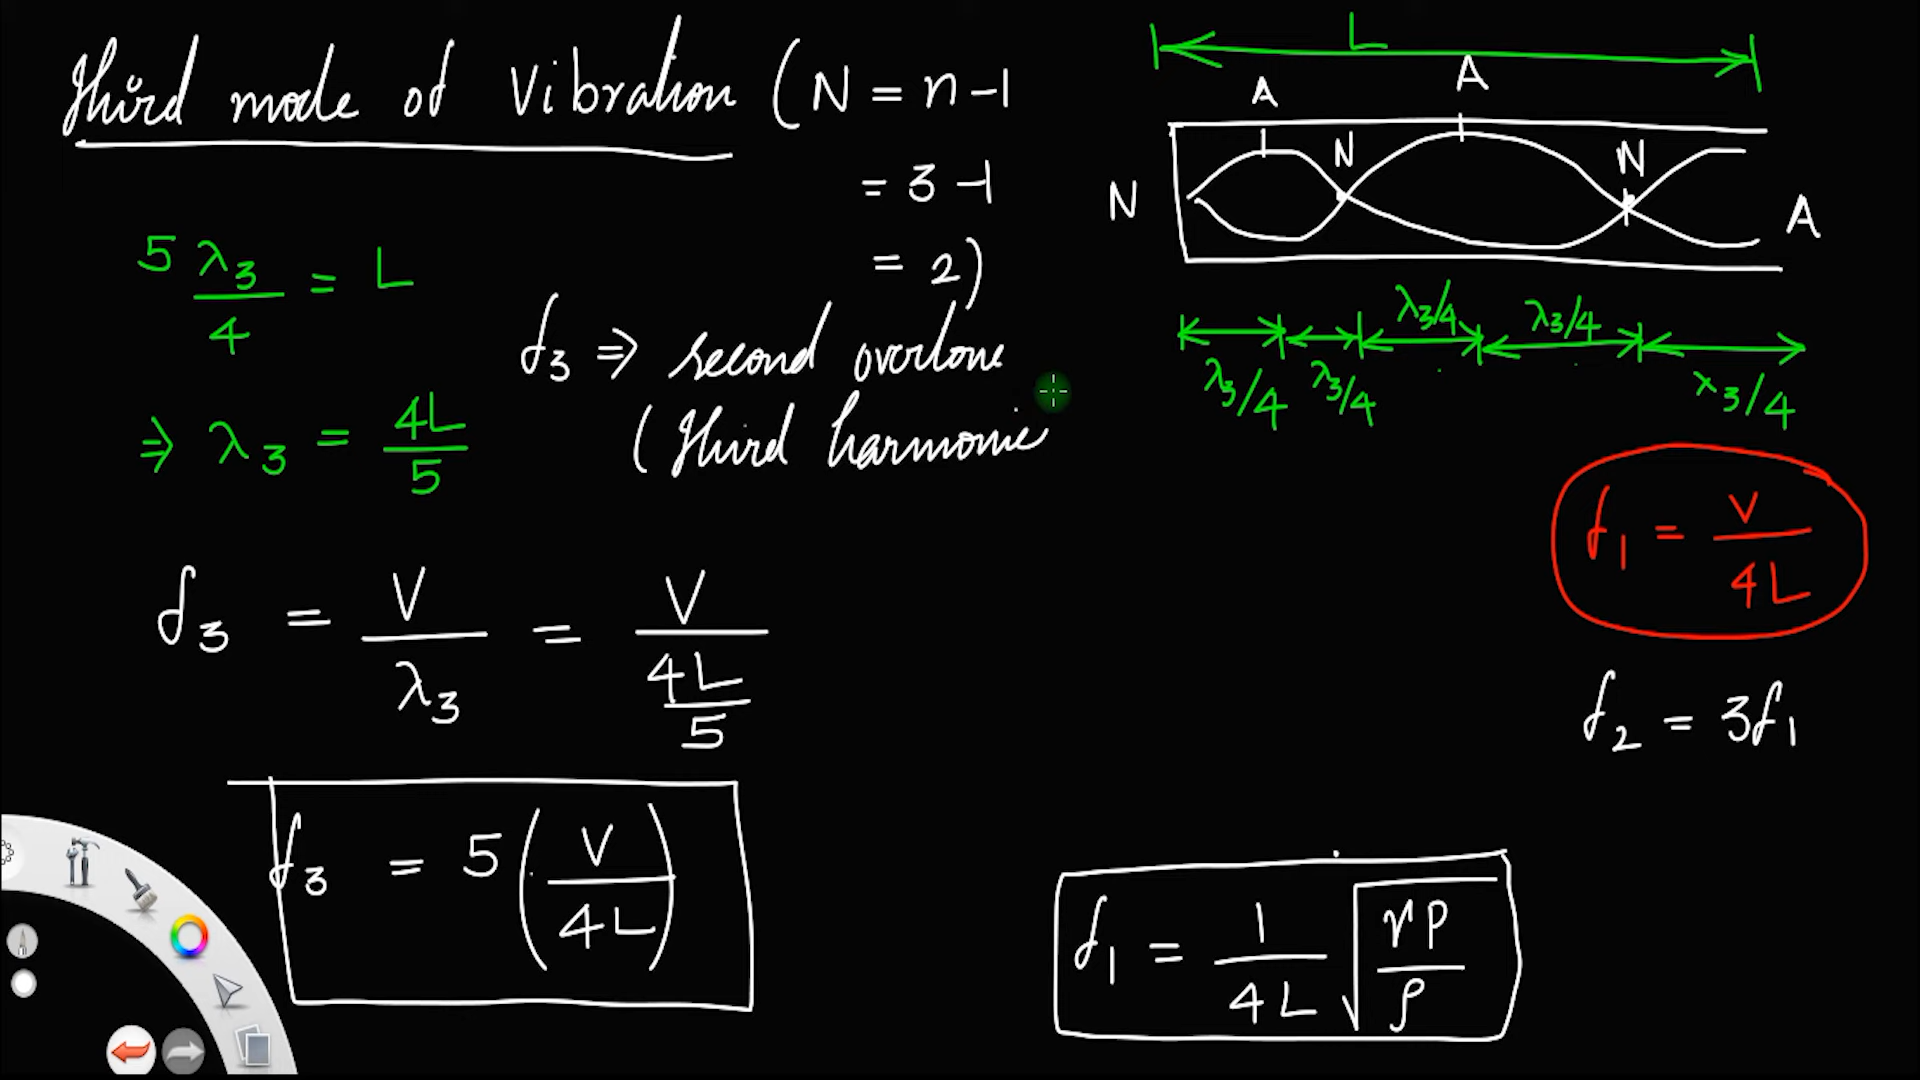 Third mode of Vibration (N = n-1
= 3-1
= 2)
5 λ3/4 = L
⇒ λ3 = 4L/5
f3 ⇒ second overtone
(Third harmonic
f3 = V/λ3 = V/(4L/5)
f3 = 5 (V/4L)
L
A A
N N N A
λ3/4 λ3/4
λ3/4 λ3/4 λ3/4
f1 = V/4L
f2 = 3f1
f1 = 1/4L √(γP/ρ)